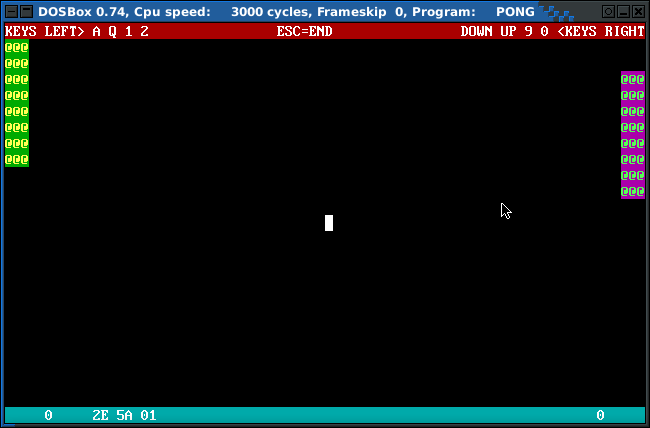 DOSBox 0.74, Cpu speed: 3000 cycles, Frameskip 0, Program: PONG
KEYS LEFT> A Q 1 2 ESC=END DOWN UP 9 0 <KEYS RIGHT
0 2E 5A 01 0